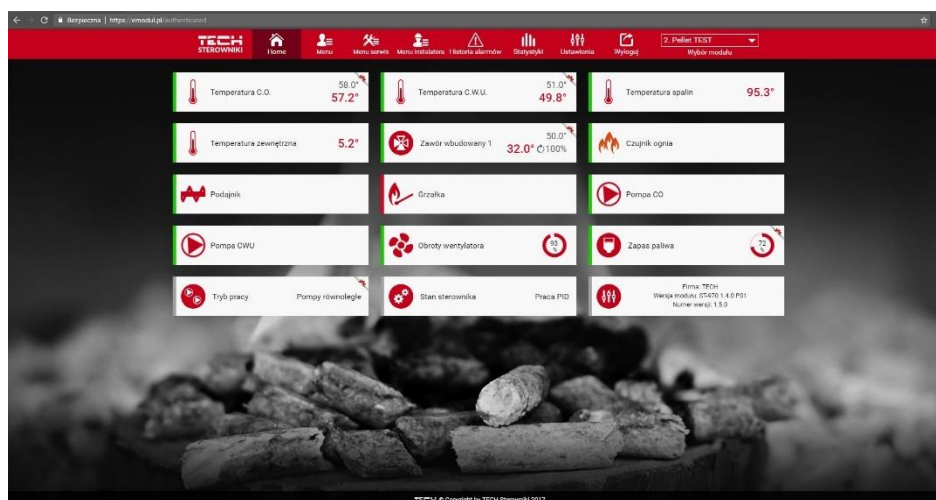 Bezpieczna | https://emodul.pl/authenticated
TECH
STEROWNIKI
Home
Menu
Menu serwis
Menu Instalatora
Historia alarmów
Statystyki
Ustawienia
Wyloguj
2. Pellet TEST
Wybór modułu
Temperatura C.O.
58.0°
57.2°
Temperatura C.W.U.
51.0°
49.8°
Temperatura spalin
95.3°
Temperatura zewnętrzna
5.2°
Zawór wbudowany 1
50.0°
32.0° 100%
Czujnik ognia
Podajnik
Grzałka
Pompa CO
Pompa CWU
Obroty wentylatora
93
%
Zapas paliwa
72
%
Tryb pracy
Pompy równoległe
Stan sterownika
Praca PID
Firma: TECH
Wersja modułu: ST-970 1.4.0 P01
Numer wersji: 1.5.0
TECH © Copyright by TECH Sterowniki 2017